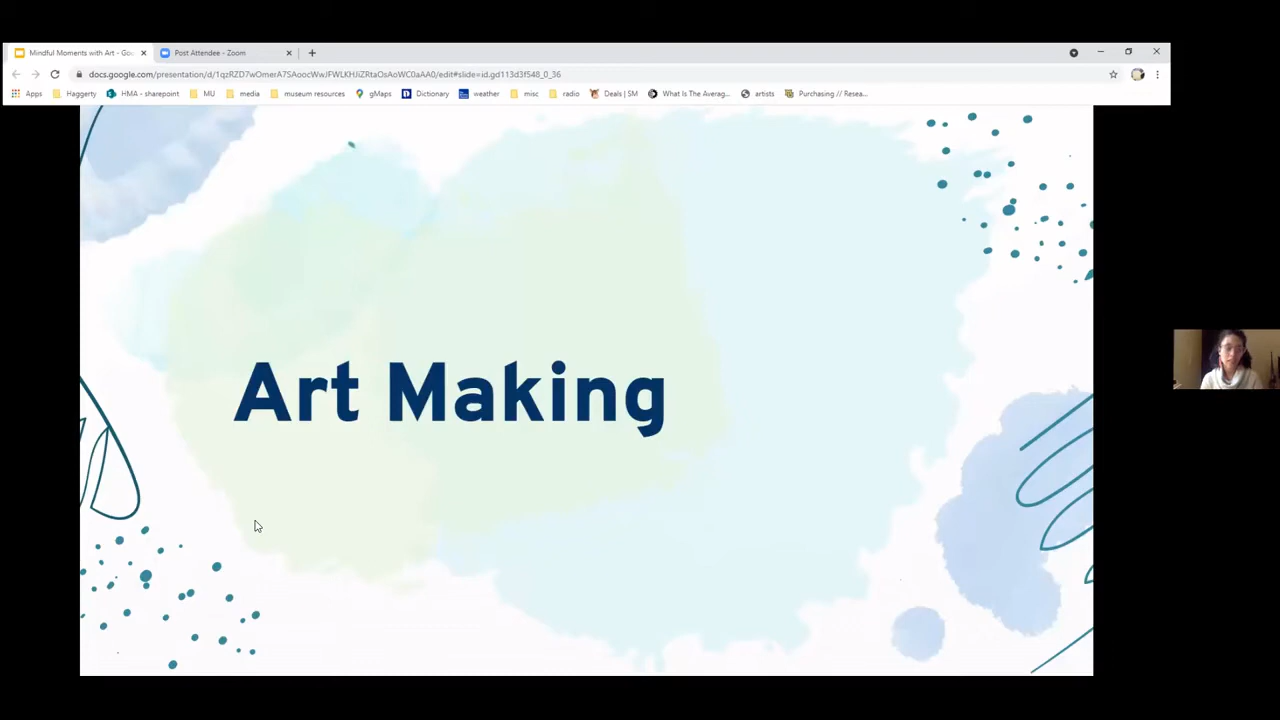 Mindful Moments with Art - Goo
Post Attendee - Zoom
docs.google.com/presentation/d/1qzRZD7wOmerA7SAoocWwJFWLKHJiZRtaOsAoWC0aAA0/edit#slide=id.gd113d3f548_0_36
Apps Haggerty HMA - sharepoint MU media museum resources gMaps Dictionary weather misc radio Deals | SM What Is The Averag... artists Purchasing // Resea...
Art Making